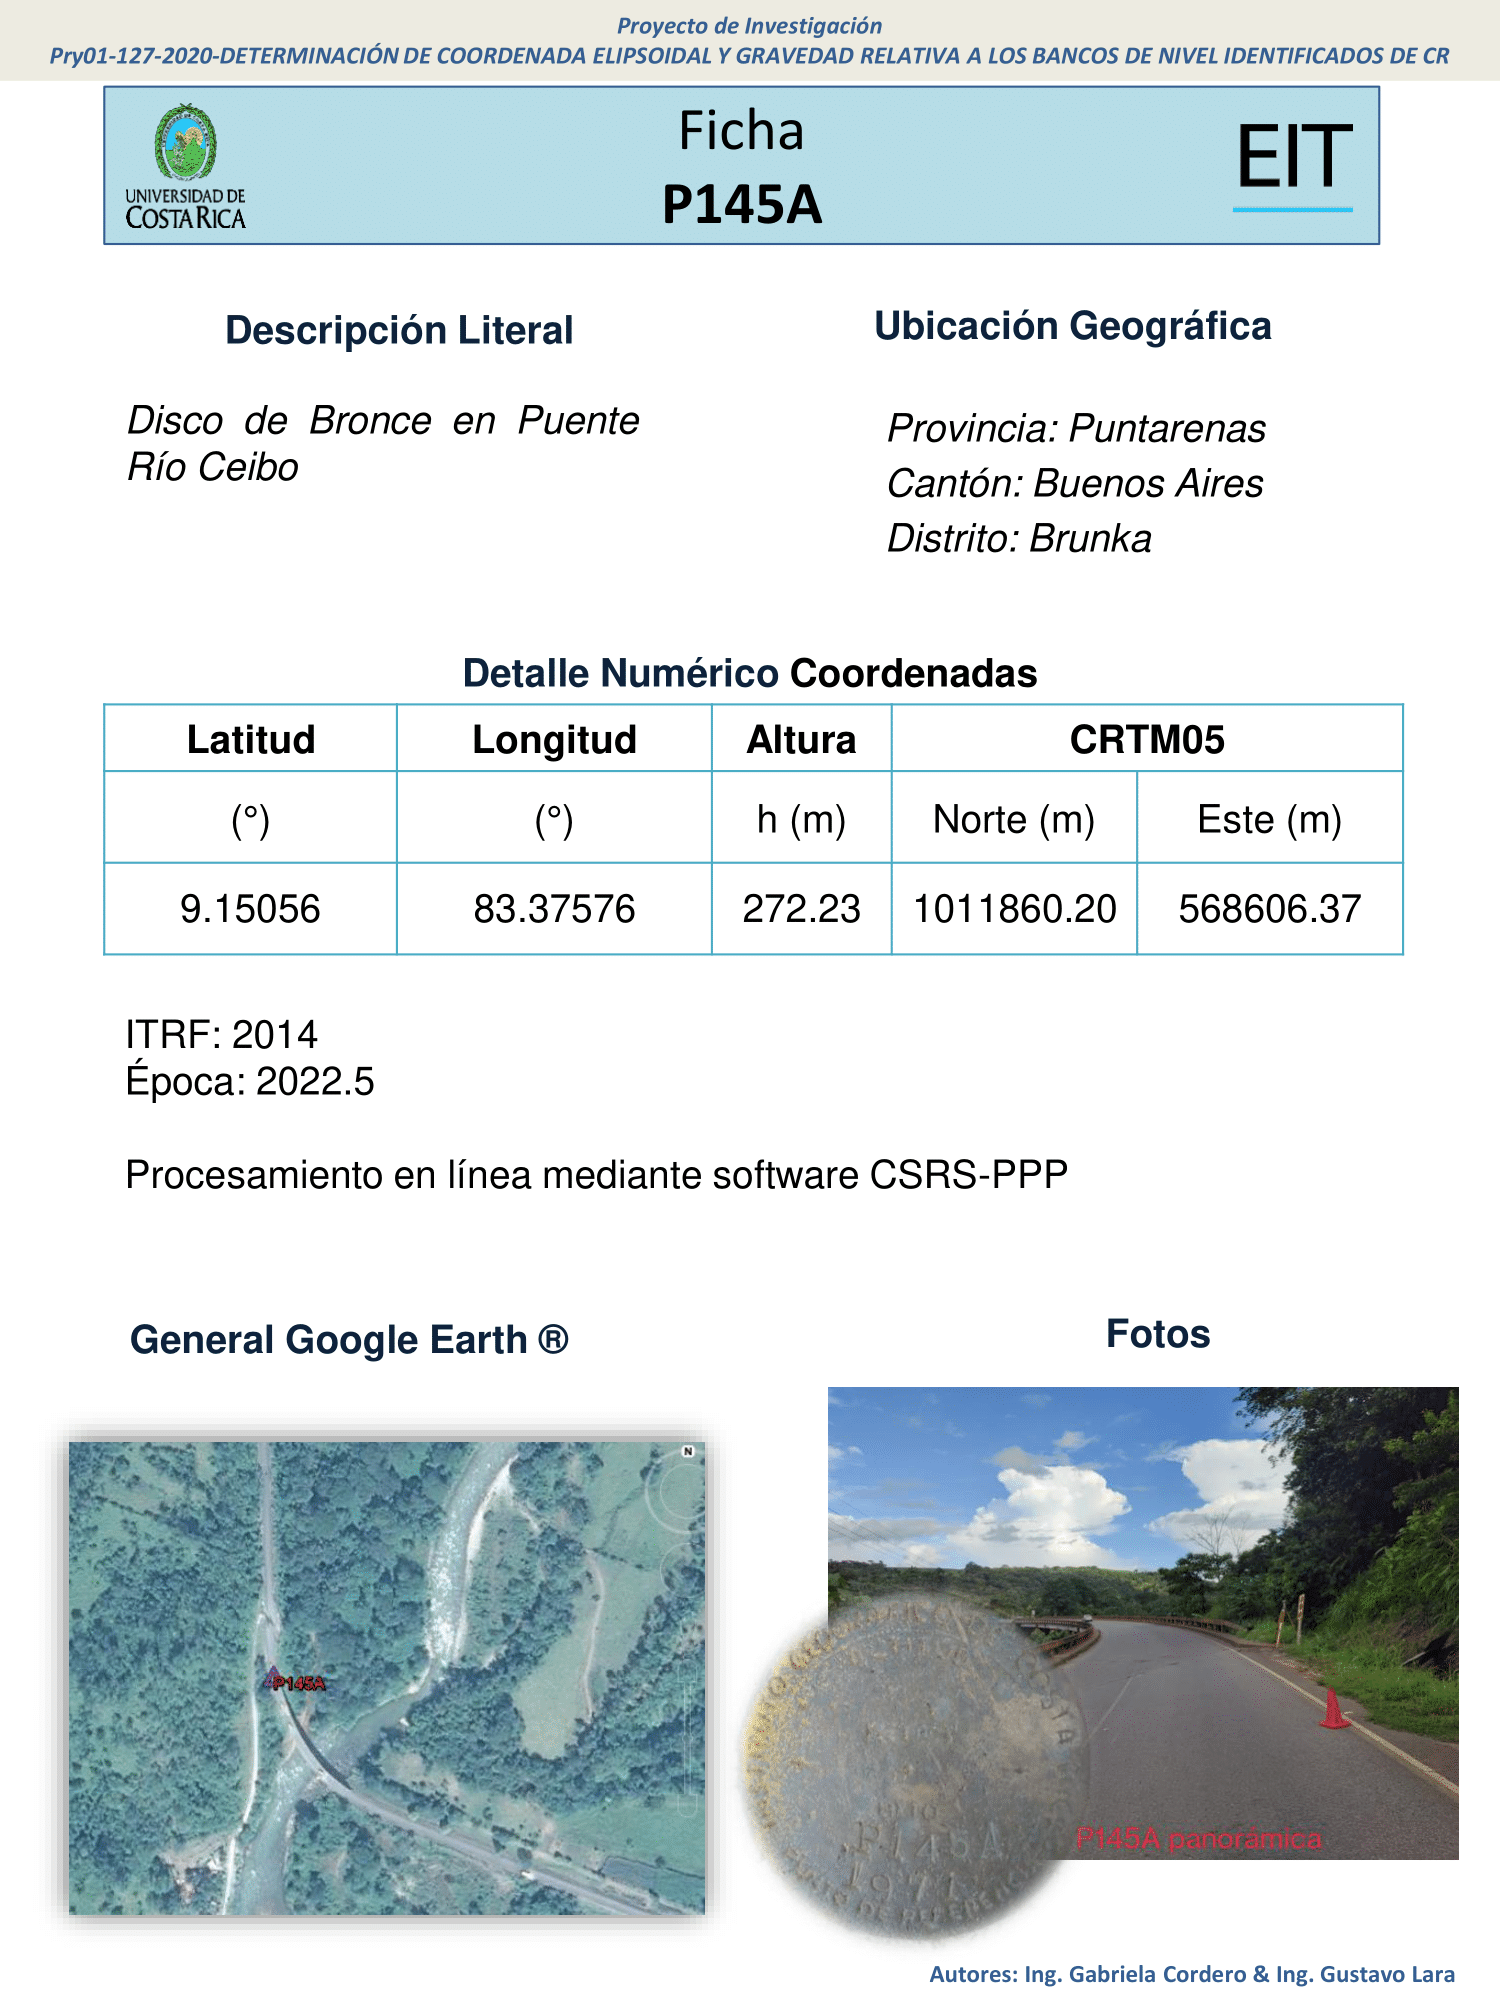 Proyecto de Investigación
Pry01-127-2020-DETERMINACIÓN DE COORDENADA ELIPSOIDAL Y GRAVEDAD RELATIVA A LOS BANCOS DE NIVEL IDENTIFICADOS DE CR
UNIVERSIDAD DE
COSTA RICA
Ficha
P145A
EIT
Descripción Literal
Disco de Bronce en Puente
Río Ceibo
Ubicación Geográfica
Provincia: Puntarenas
Cantón: Buenos Aires
Distrito: Brunka
Detalle Numérico Coordenadas
Latitud Longitud Altura CRTM05
(°) (°) h (m) Norte (m) Este (m)
9.15056 83.37576 272.23 1011860.20 568606.37
ITRF: 2014
Época: 2022.5
Procesamiento en línea mediante software CSRS-PPP
General Google Earth ®
Fotos
N
P145A
P145A
P145A panorámica
Autores: Ing. Gabriela Cordero & Ing. Gustavo Lara